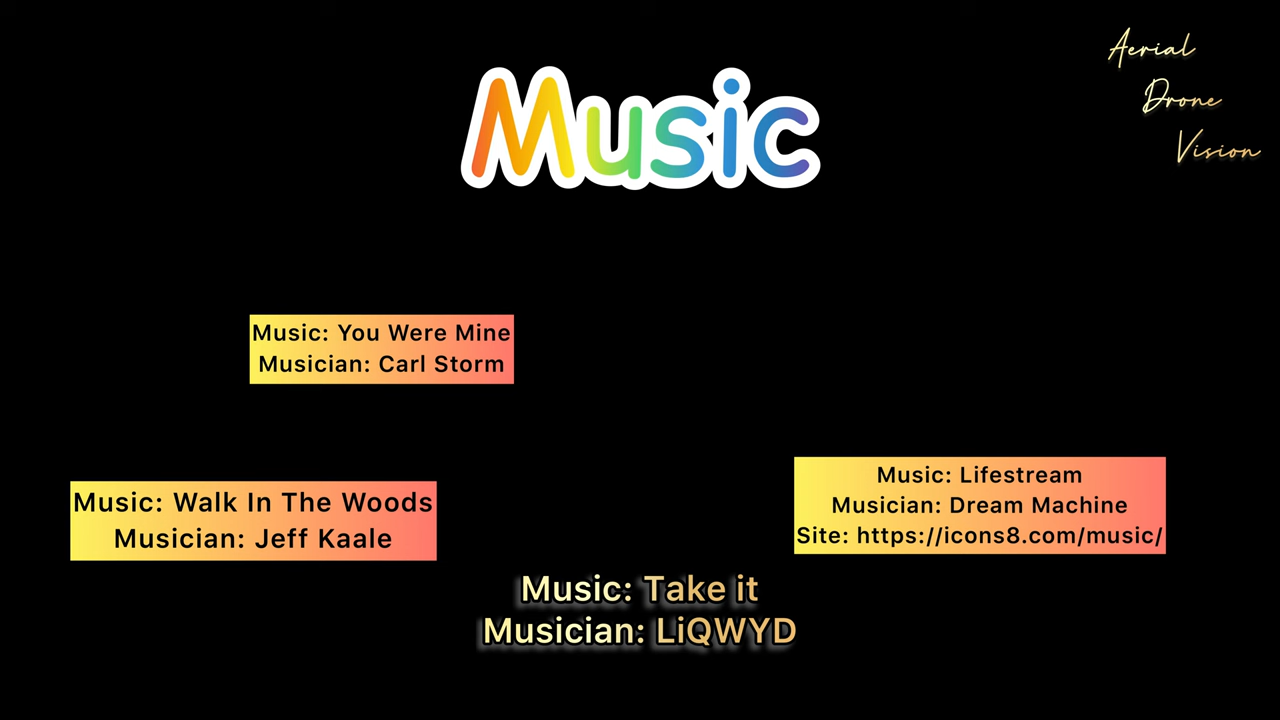 Music
Aerial
Drone
Vision
Music: You Were Mine
Musician: Carl Storm
Music: Walk In The Woods
Musician: Jeff Kaale
Music: Lifestream
Musician: Dream Machine
Site: https://icons8.com/music/
Music: Take it
Musician: LiQWYD